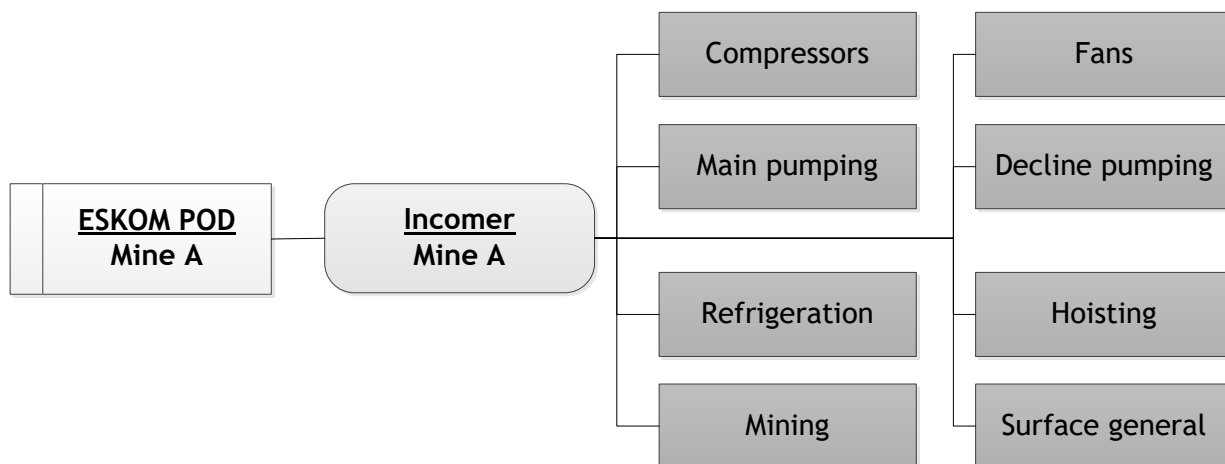 ESKOM POD
Mine A
Incomer
Mine A
Compressors
Main pumping
Refrigeration
Mining
Fans
Decline pumping
Hoisting
Surface general